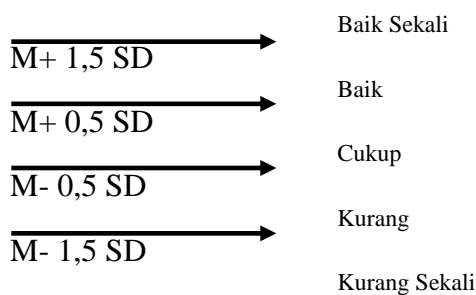 Baik Sekali
M+ 1,5 SD
Baik
M+ 0,5 SD
Cukup
M- 0,5 SD
Kurang
M- 1,5 SD
Kurang Sekali